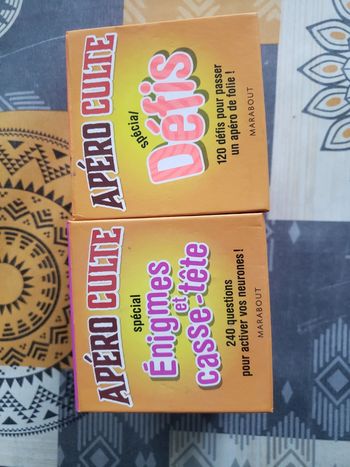 APÉRO CULTE
spécial
Défis
120 défis pour passer
un apéro de folie !
MARABOUT
APÉRO CULTE
spécial
Énigmes
et
casse-tête
240 questions
pour activer vos neurones !
MARABOUT